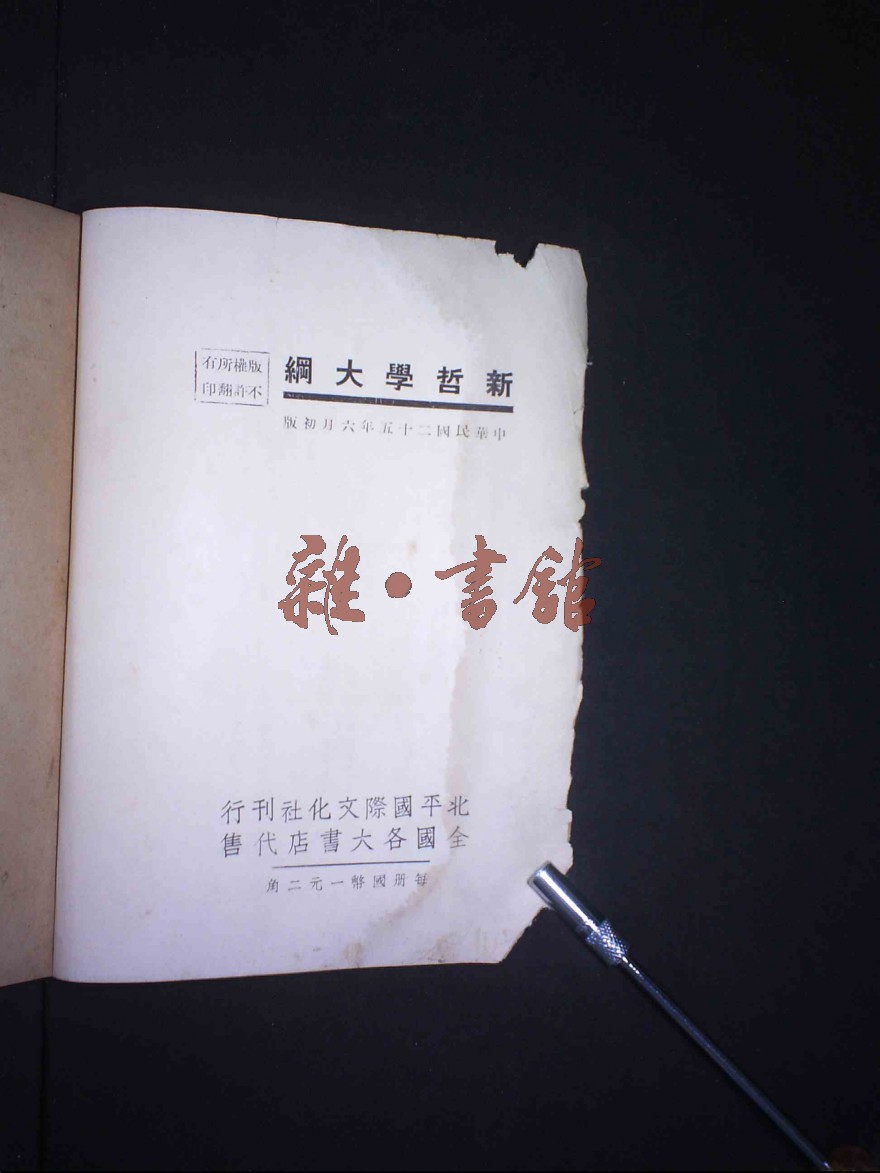 新哲學大綱
版權所有
不許翻印
中華民國二十五年六月初版
雜·書館
北平國際文化社刊行
全國各大書店代售
每冊國幣一元二角